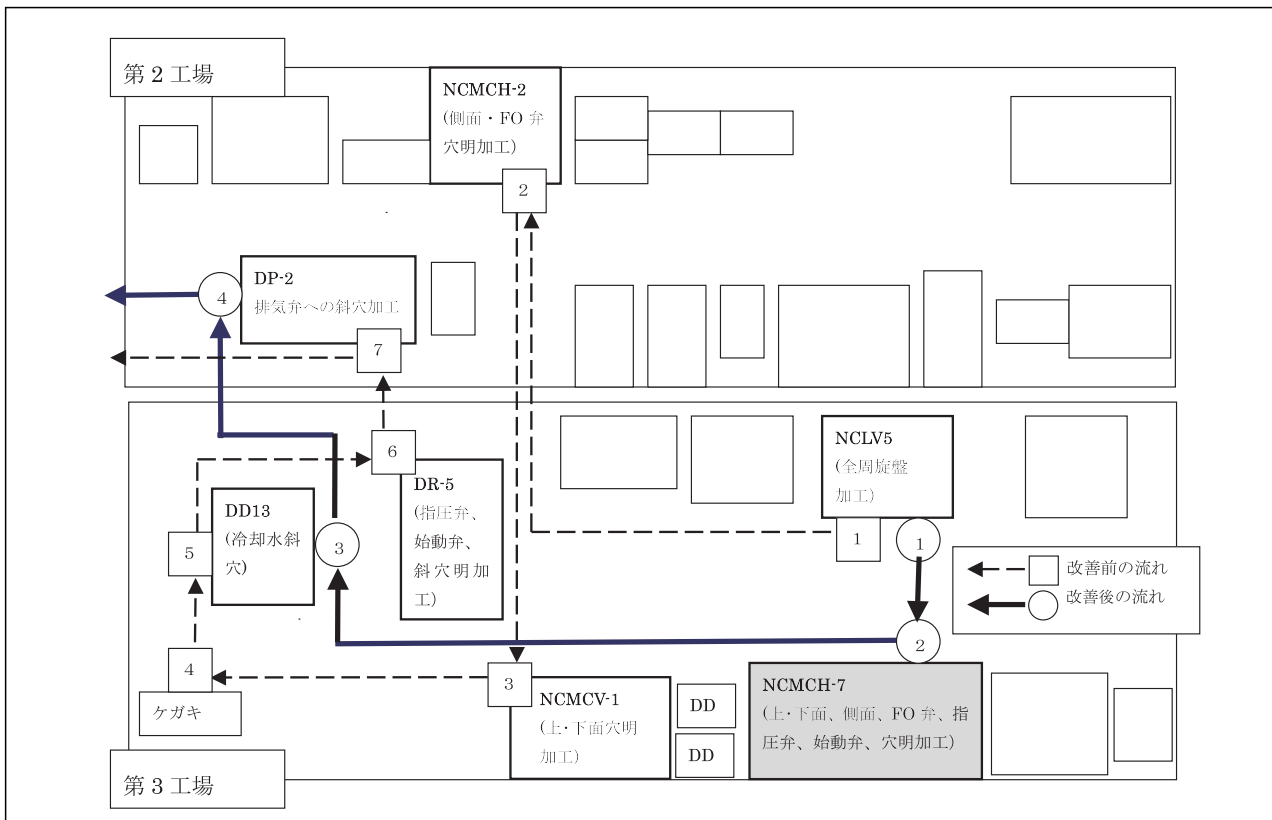 第2工場
NCMCH-2
(側面・FO 弁
穴明加工)
2
DP-2
排気弁への斜穴加工
4
7
6
DR-5
(指圧弁、
始動弁、
斜穴明加
工)
DD13
(冷却水斜
穴)
5
3
4
ケガキ
NCLV5
(全周旋盤
加工)
1
1
2
改善前の流れ
改善後の流れ
3
NCMCV-1
(上・下面穴明
加工)
DD
DD
NCMCH-7
(上・下面、側面、FO 弁、指
圧弁、始動弁、穴明加工)
第3工場